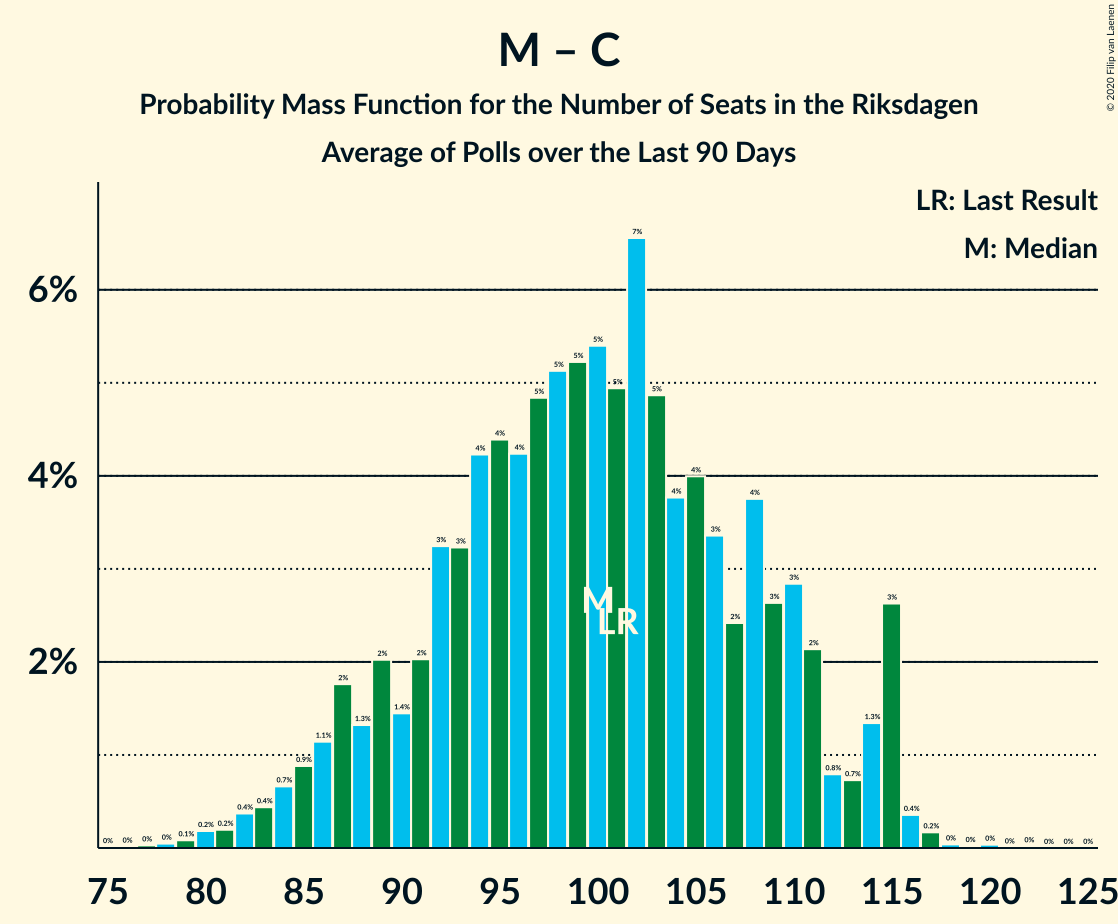 M – C
Probability Mass Function for the Number of Seats in the Riksdagen
Average of Polls over the Last 90 Days
© 2020 Filip van Laenen
LR: Last Result
M: Median
6%
4%
2%
0% 0% 0% 0% 0.1% 0.2% 0.2% 0.4% 0.4% 0.7% 0.9% 1.1% 2% 1.3% 2% 1.4% 2% 3% 3% 4% 4% 4% 5% 5% 5% 5% 5% 7% 5% 4% 4% 3% 2% 4% 3% 3% 2% 0.8% 0.7% 1.3% 3% 0.4% 0.2% 0% 0% 0% 0% 0% 0% 0% 0%
M
LR
75 80 85 90 95 100 105 110 115 120 125